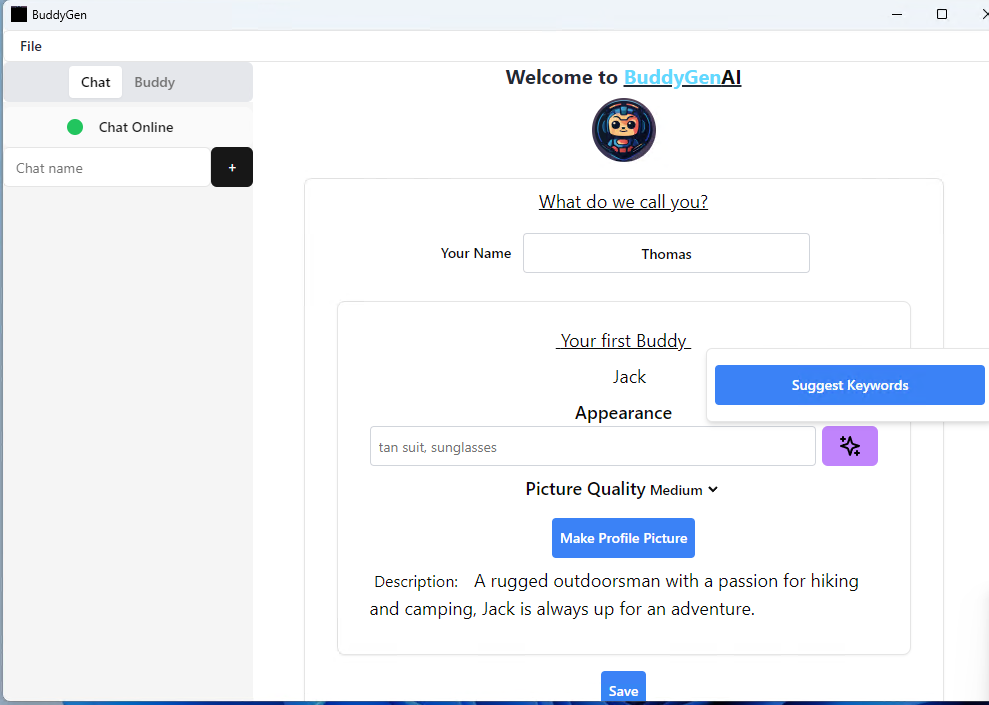 BuddyGen
File
Chat Buddy
Chat Online
Chat name +
Welcome to BuddyGenAI
What do we call you?
Your Name Thomas
Your first Buddy
Jack
Suggest Keywords
Appearance
tan suit, sunglasses
Picture Quality Medium
Make Profile Picture
Description: A rugged outdoorsman with a passion for hiking
and camping, Jack is always up for an adventure.
Save